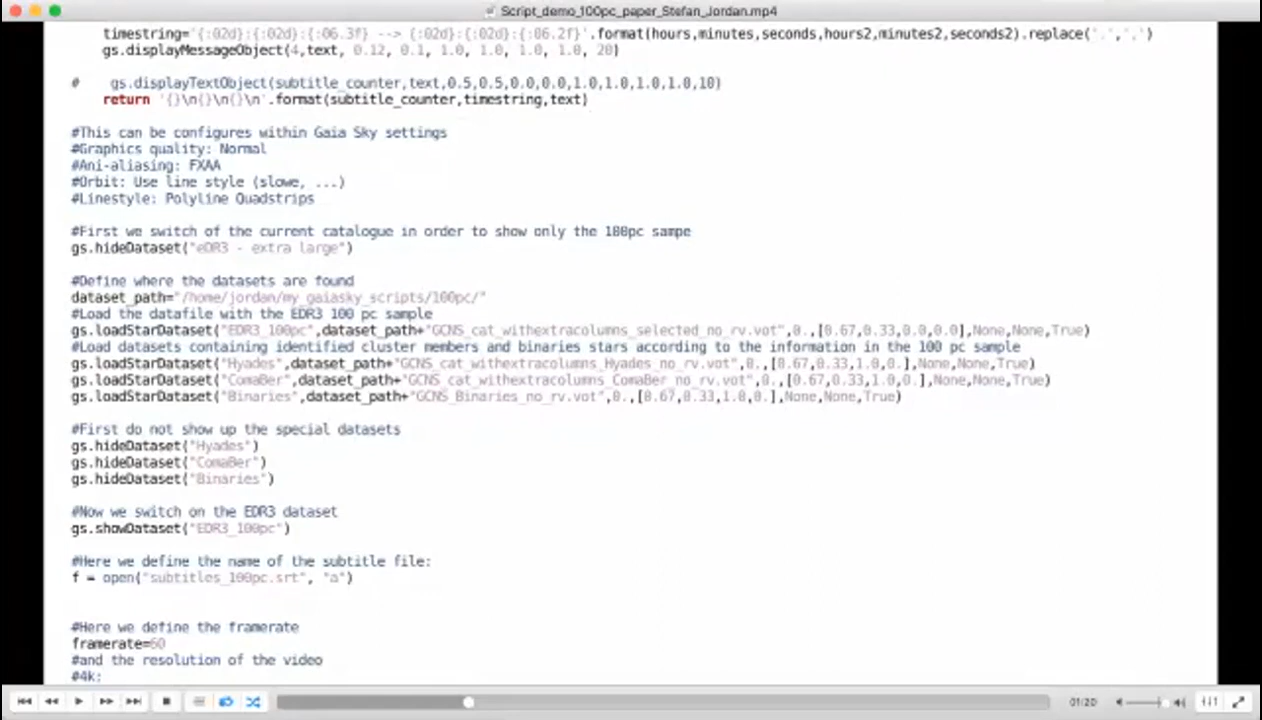 Script_demo_100pc_paper_Stefan_Jordan.mp4
timestring='{:02d}:{:02d}:{:06.3f} --> {:02d}:{:02d}:{:06.2f}'.format(hours,minutes,seconds,hours2,minutes2,seconds2).replace('.',',')
gs.displayMessageObject(4,text, 0.12, 0.1, 1.0, 1.0, 1.0, 1.0, 20)
#    gs.displayTextObject(subtitle_counter,text,0.5,0.5,0.0,0.0,1.0,1.0,1.0,1.0,10)
return '{}\n{}\n{}\n'.format(subtitle_counter,timestring,text)
#This can be configures within Gaia Sky settings
#Graphics quality: Normal
#Ani-aliasing: FXAA
#Orbit: Use line style (slowe, ...)
#Linestyle: Polyline Quadstrips
#First we switch of the current catalogue in order to show only the 100pc sampe
gs.hideDataset("eDR3 - extra large")
#Define where the datasets are found
dataset_path="/home/jordan/my_gaiasky_scripts/100pc/"
#Load the datafile with the EDR3 100 pc sample
gs.loadStarDataset("EDR3_100pc",dataset_path+"GCNS_cat_withextracolumns_selected_no_rv.vot",0.,[0.67,0.33,0.0,0.0],None,None,True)
#Load datasets containing identified cluster members and binaries stars according to the information in the 100 pc sample
gs.loadStarDataset("Hyades",dataset_path+"GCNS_cat_withextracolumns_Hyades_no_rv.vot",0.,[0.67,0.33,1.0,0.],None,None,True)
gs.loadStarDataset("ComaBer",dataset_path+"GCNS_cat_withextracolumns_ComaBer_no_rv.vot",0.,[0.67,0.33,1.0,0.],None,None,True)
gs.loadStarDataset("Binaries",dataset_path+"GCNS_Binaries_no_rv.vot",0.,[0.67,0.33,1.0,0.],None,None,True)
#First do not show up the special datasets
gs.hideDataset("Hyades")
gs.hideDataset("ComaBer")
gs.hideDataset("Binaries")
#Now we switch on the EDR3 dataset
gs.showDataset("EDR3_100pc")
#Here we define the name of the subtitle file:
f = open("subtitles_100pc.srt", "a")
#Here we define the framerate
framerate=60
#and the resolution of the video
#4k:
01:20